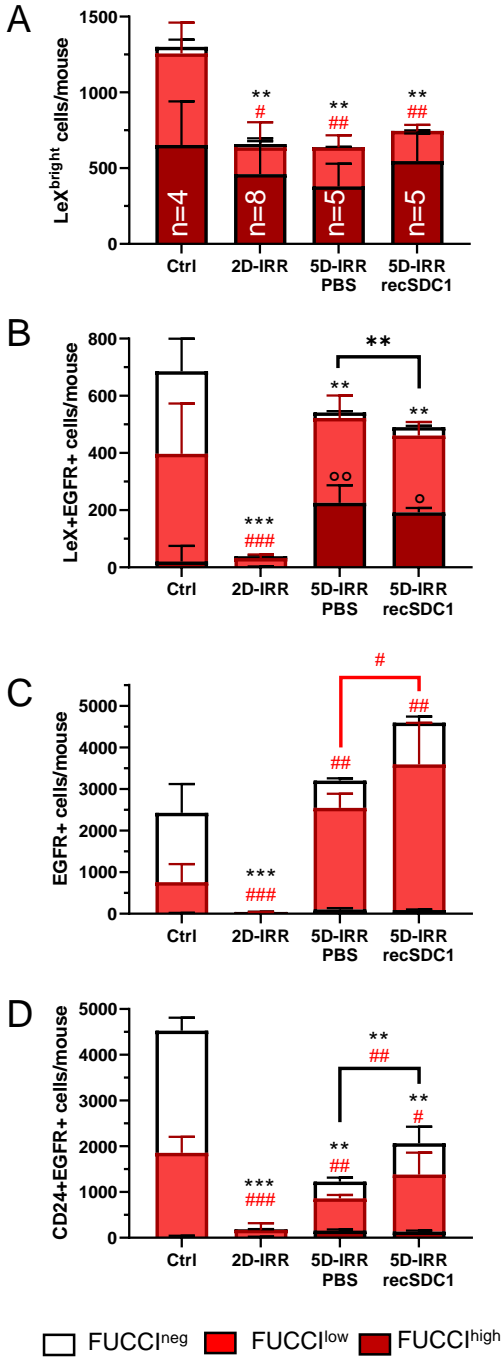 A
LeX^bright cells/mouse
1500
1000
500
0
** ** **
# ## ##
n=4 n=8 n=5 n=5
Ctrl 2D-IRR 5D-IRR PBS 5D-IRR recSDC1
B
LeX+EGFR+ cells/mouse
800
600
400
200
0
**
** **
°° °
***
###
Ctrl 2D-IRR 5D-IRR PBS 5D-IRR recSDC1
C
EGFR+ cells/mouse
5000
4000
3000
2000
1000
0
#
## ##
***
###
Ctrl 2D-IRR 5D-IRR PBS 5D-IRR recSDC1
D
CD24+EGFR+ cells/mouse
5000
4000
3000
2000
1000
0
**
##
**
#
**
##
***
###
Ctrl 2D-IRR 5D-IRR PBS 5D-IRR recSDC1
FUCCI^neg FUCCI^low FUCCI^high